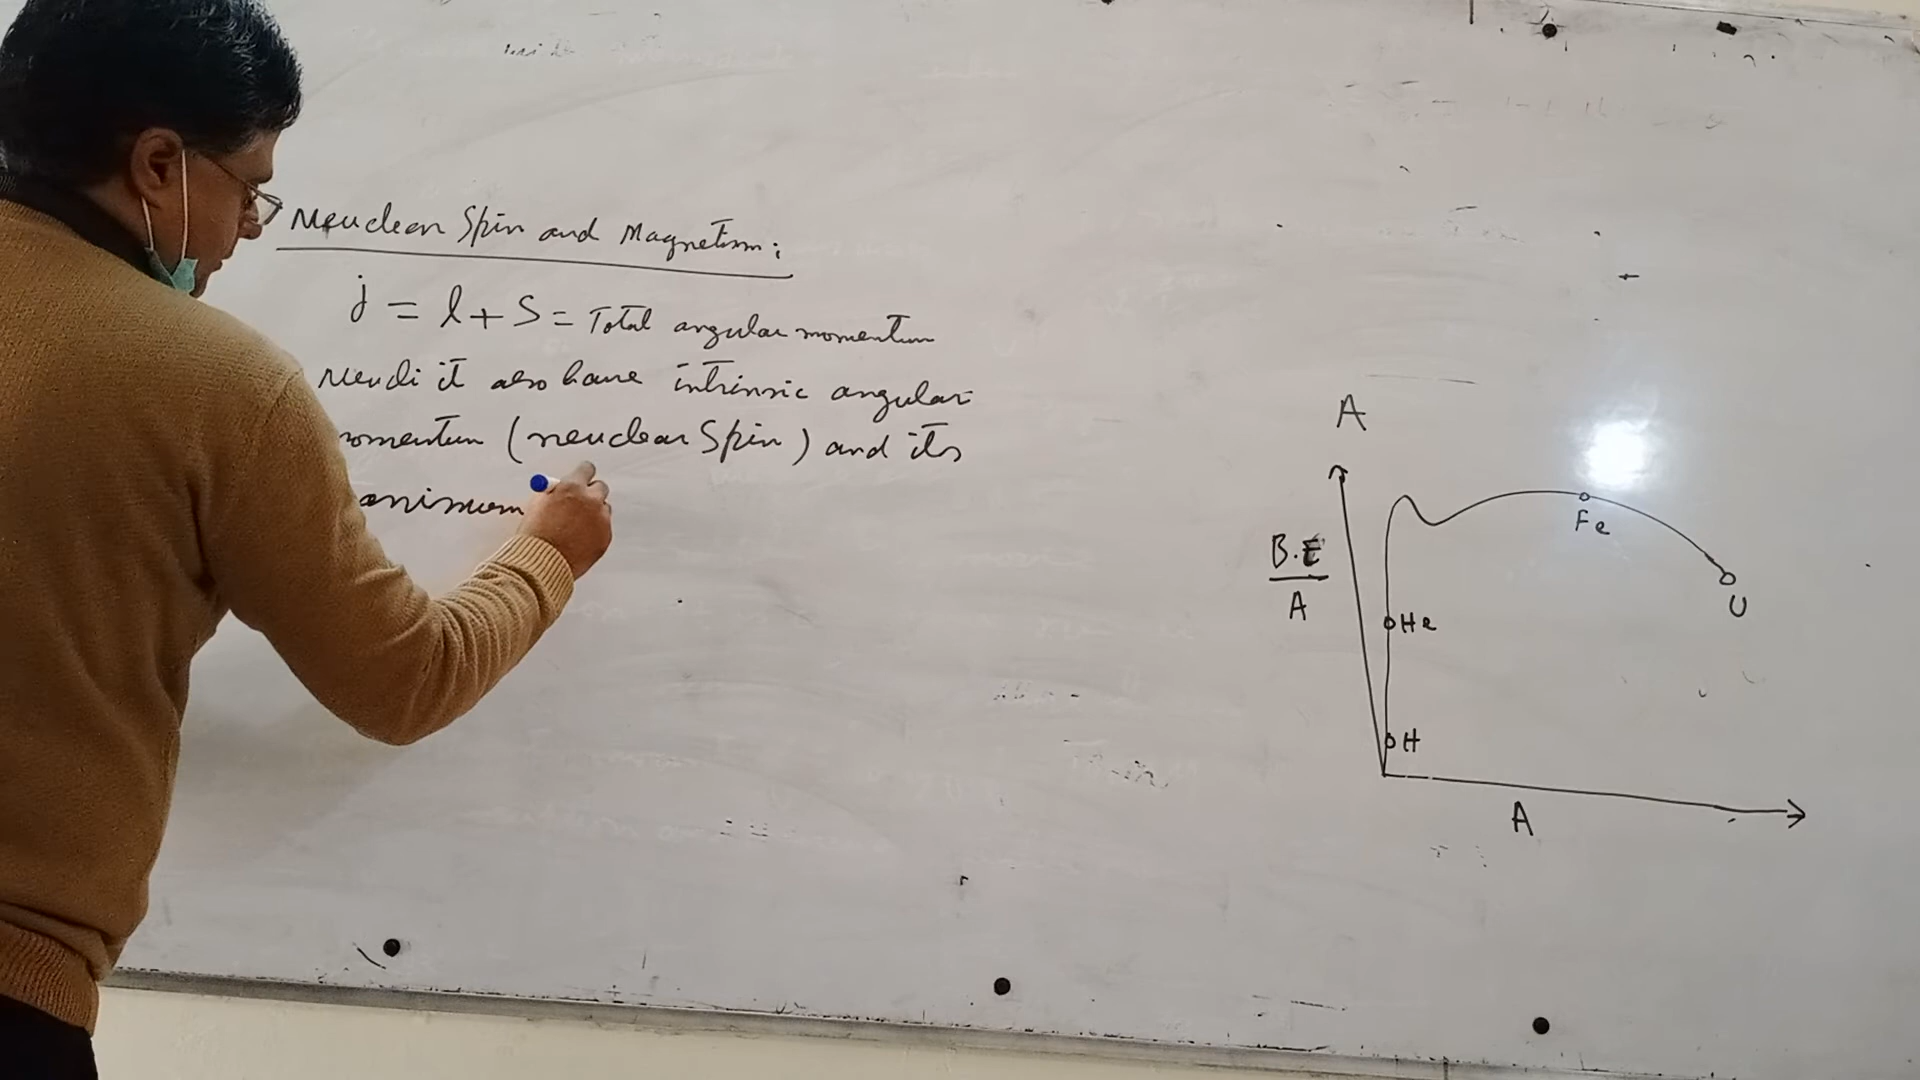 Neuclear Spin and Magnetism:
j = l + s = Total angular momentum
Neucli it also have intrinsic angular
momentum (neuclear Spin) and its
A
B.E
A
Fe
U
He
H
A